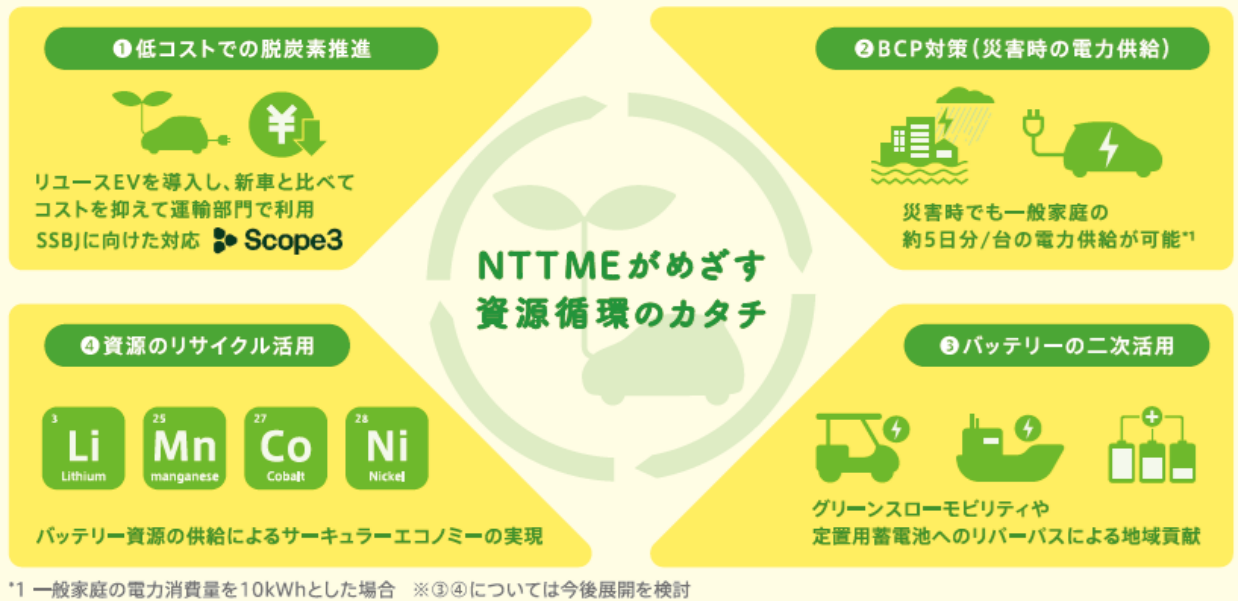 ❶低コストでの脱炭素推進
リユースEVを導入し、新車と比べて
コストを抑えて運輸部門で利用
SSBJに向けた対応 Scope3
❷BCP対策(災害時の電力供給)
災害時でも一般家庭の
約5日分/台の電力供給が可能*1
NTTMEがめざす
資源循環のカタチ
❸バッテリーの二次活用
グリーンスローモビリティや
定置用蓄電池へのリパーパスによる地域貢献
❹資源のリサイクル活用
3
Li
Lithium
25
Mn
manganese
27
Co
Cobalt
28
Ni
Nickel
バッテリー資源の供給によるサーキュラーエコノミーの実現
*1 一般家庭の電力消費量を10kWhとした場合 ※③④については今後展開を検討